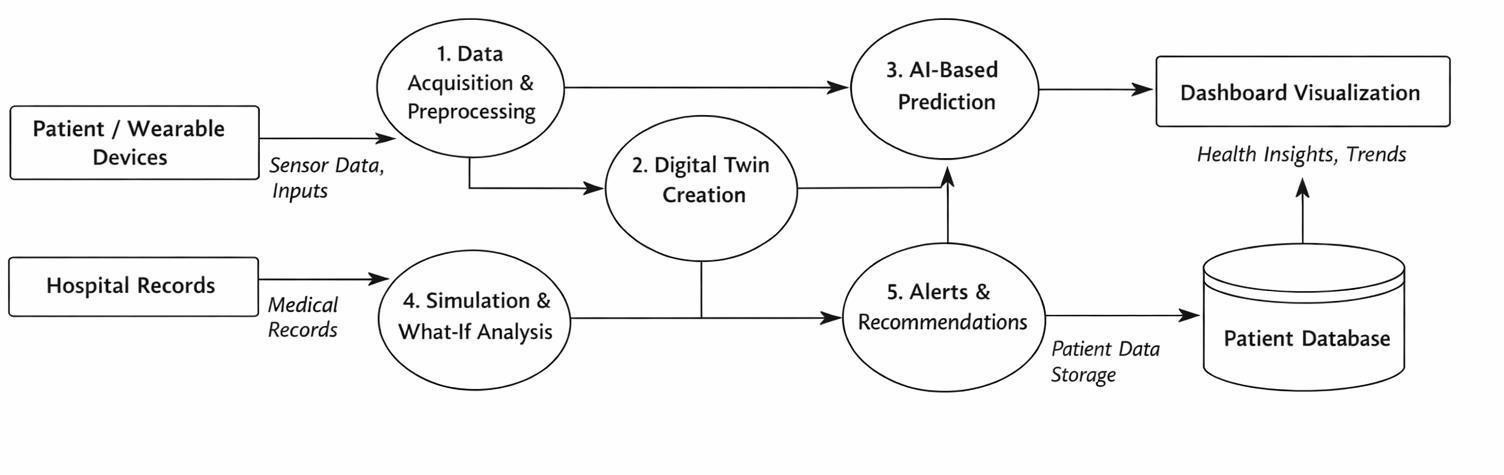 1. Data
Acquisition &
Preprocessing
3. AI-Based
Prediction
Dashboard Visualization
Health Insights, Trends
Patient / Wearable
Devices
Sensor Data,
Inputs
2. Digital Twin
Creation
Hospital Records
Medical
Records
4. Simulation &
What-If Analysis
5. Alerts &
Recommendations
Patient Data
Storage
Patient Database